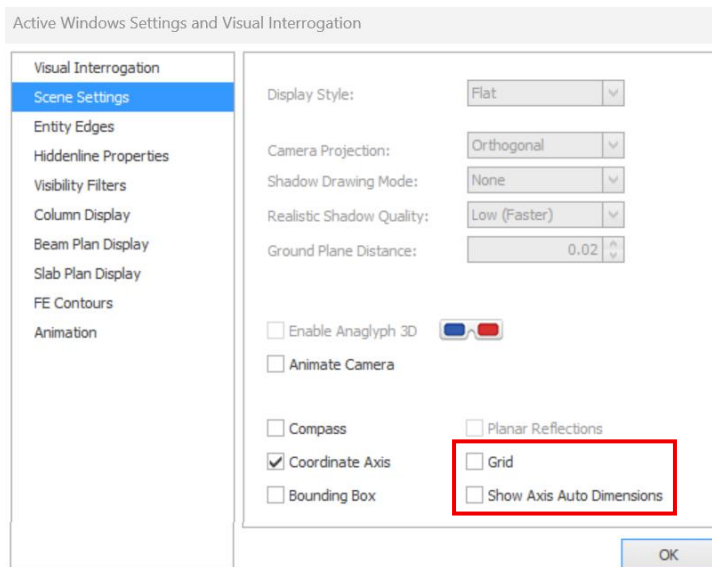 Active Windows Settings and Visual Interrogation
Visual Interrogation
Scene Settings
Entity Edges
Hiddenline Properties
Visibility Filters
Column Display
Beam Plan Display
Slab Plan Display
FE Contours
Animation
Display Style: Flat
Camera Projection: Orthogonal
Shadow Drawing Mode: None
Realistic Shadow Quality: Low (Faster)
Ground Plane Distance: 0.02
Enable Anaglyph 3D
Animate Camera
Compass Planar Reflections
Coordinate Axis Grid
Bounding Box Show Axis Auto Dimensions
OK